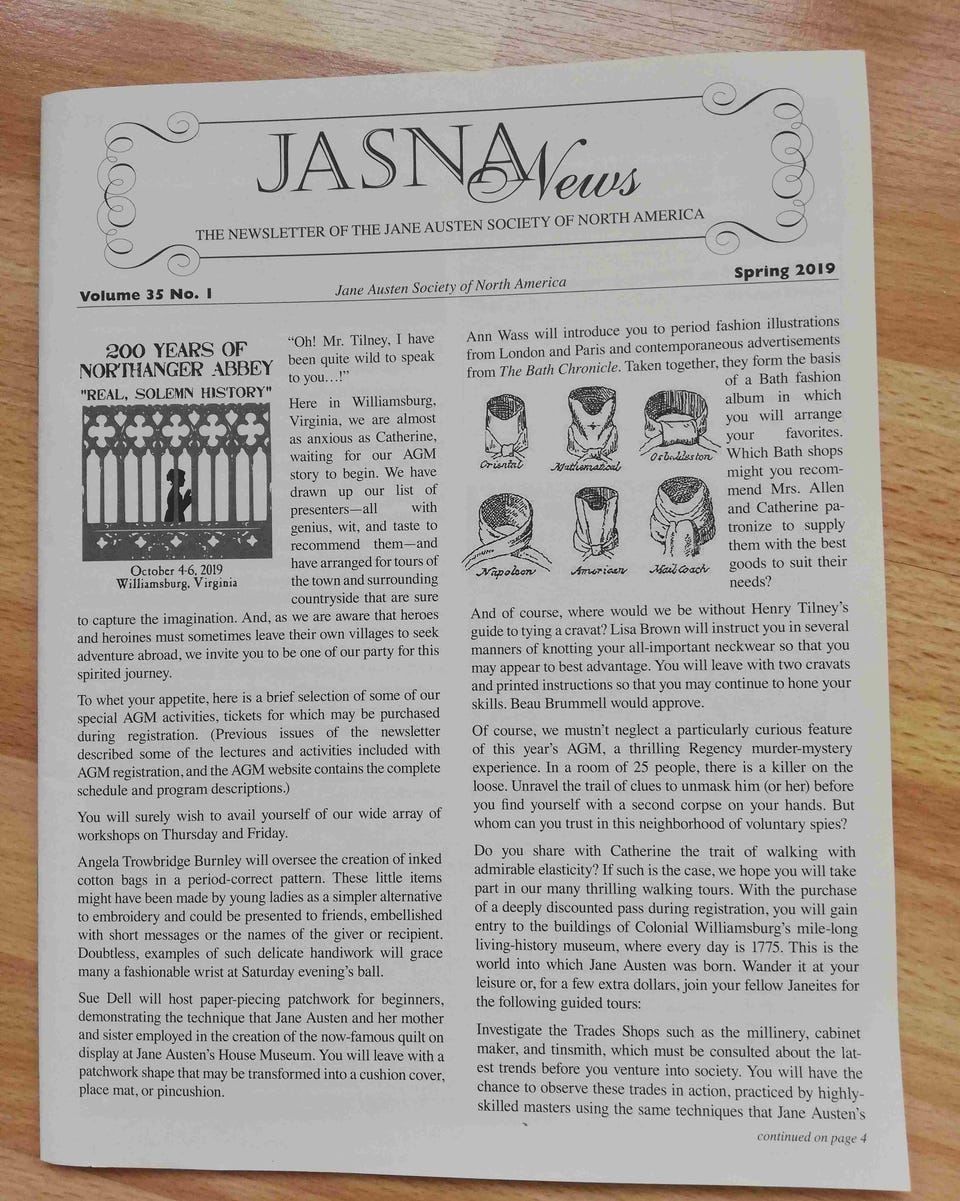 JASNA News
THE NEWSLETTER OF THE JANE AUSTEN SOCIETY OF NORTH AMERICA
Volume 35 No. 1
Jane Austen Society of North America
Spring 2019
200 YEARS OF
NORTHANGER ABBEY
"REAL, SOLEMN HISTORY"
October 4-6, 2019
Williamsburg, Virginia
“Oh! Mr. Tilney, I have
been quite wild to speak
to you…!”
Here in Williamsburg,
Virginia, we are almost
as anxious as Catherine,
waiting for our AGM
story to begin. We have
drawn up our list of
presenters—all with
genius, wit, and taste to
recommend them—and
have arranged for tours of
the town and surrounding
countryside that are sure
to capture the imagination. And, as we are aware that heroes
and heroines must sometimes leave their own villages to seek
adventure abroad, we invite you to be one of our party for this
spirited journey.
To whet your appetite, here is a brief selection of some of our
special AGM activities, tickets for which may be purchased
during registration. (Previous issues of the newsletter
described some of the lectures and activities included with
AGM registration, and the AGM website contains the complete
schedule and program descriptions.)
You will surely wish to avail yourself of our wide array of
workshops on Thursday and Friday.
Angela Trowbridge Burnley will oversee the creation of inked
cotton bags in a period-correct pattern. These little items
might have been made by young ladies as a simpler alternative
to embroidery and could be presented to friends, embellished
with short messages or the names of the giver or recipient.
Doubtless, examples of such delicate handiwork will grace
many a fashionable wrist at Saturday evening’s ball.
Sue Dell will host paper-piecing patchwork for beginners,
demonstrating the technique that Jane Austen and her mother
and sister employed in the creation of the now-famous quilt on
display at Jane Austen’s House Museum. You will leave with a
patchwork shape that may be transformed into a cushion cover,
place mat, or pincushion.
Ann Wass will introduce you to period fashion illustrations
from London and Paris and contemporaneous advertisements
from The Bath Chronicle. Taken together, they form the basis
of a Bath fashion
album in which
you will arrange
your favorites.
Which Bath shops
might you recom-
mend Mrs. Allen
and Catherine pa-
tronize to supply
them with the best
goods to suit their
needs?
Oriental
Mathematical
Osbaldeston
Napoleon
American
Mail Coach
And of course, where would we be without Henry Tilney’s
guide to tying a cravat? Lisa Brown will instruct you in several
manners of knotting your all-important neckwear so that you
may appear to best advantage. You will leave with two cravats
and printed instructions so that you may continue to hone your
skills. Beau Brummell would approve.
Of course, we mustn’t neglect a particularly curious feature
of this year’s AGM, a thrilling Regency murder-mystery
experience. In a room of 25 people, there is a killer on the
loose. Unravel the trail of clues to unmask him (or her) before
you find yourself with a second corpse on your hands. But
whom can you trust in this neighborhood of voluntary spies?
Do you share with Catherine the trait of walking with
admirable elasticity? If such is the case, we hope you will take
part in our many thrilling walking tours. With the purchase
of a deeply discounted pass during registration, you will gain
entry to the buildings of Colonial Williamsburg’s mile-long
living-history museum, where every day is 1775. This is the
world into which Jane Austen was born. Wander it at your
leisure or, for a few extra dollars, join your fellow Janeites for
the following guided tours:
Investigate the Trades Shops such as the millinery, cabinet
maker, and tinsmith, which must be consulted about the lat-
est trends before you venture into society. You will have the
chance to observe these trades in action, practiced by highly-
skilled masters using the same techniques that Jane Austen’s
continued on page 4